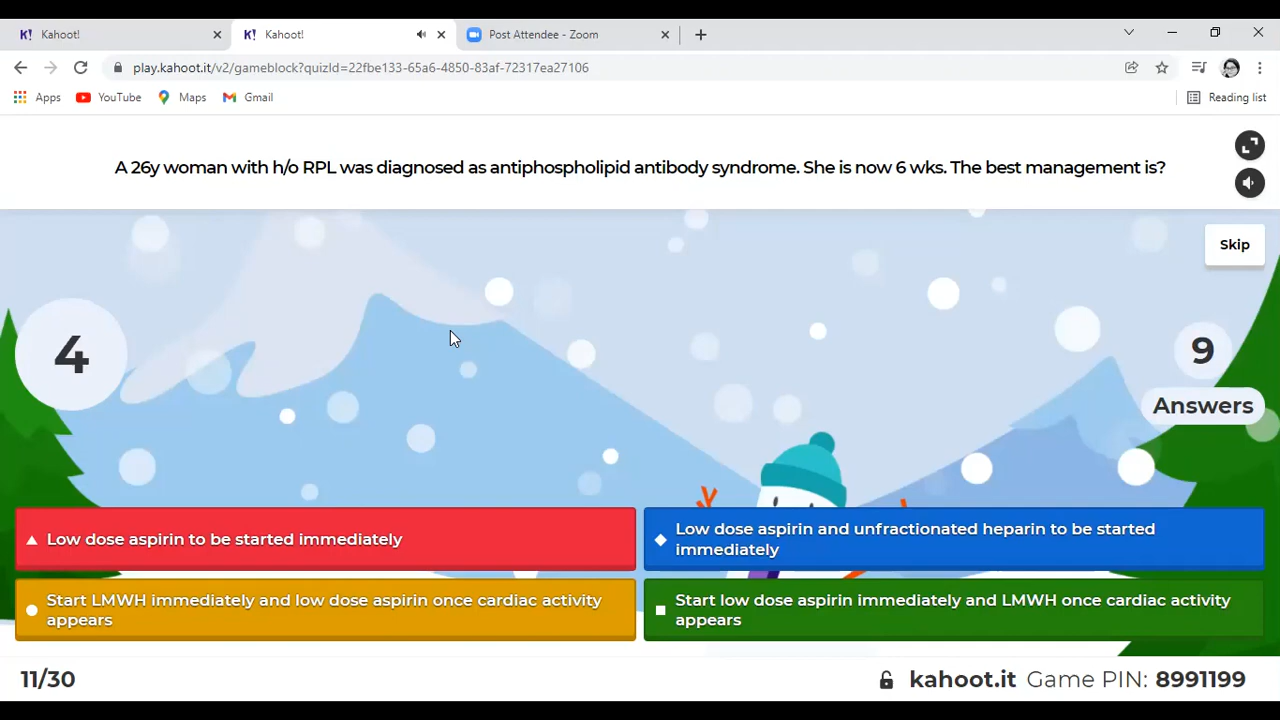 Kahoot!
Kahoot!
Post Attendee - Zoom
play.kahoot.it/v2/gameblock?quizId=22fbe133-65a6-4850-83af-72317ea27106
Apps
YouTube
Maps
Gmail
Reading list
A 26y woman with h/o RPL was diagnosed as antiphospholipid antibody syndrome. She is now 6 wks. The best management is?
Skip
4
9
Answers
Low dose aspirin to be started immediately
Low dose aspirin and unfractionated heparin to be started
immediately
Start LMWH immediately and low dose aspirin once cardiac activity
appears
Start low dose aspirin immediately and LMWH once cardiac activity
appears
11/30
kahoot.it Game PIN: 8991199